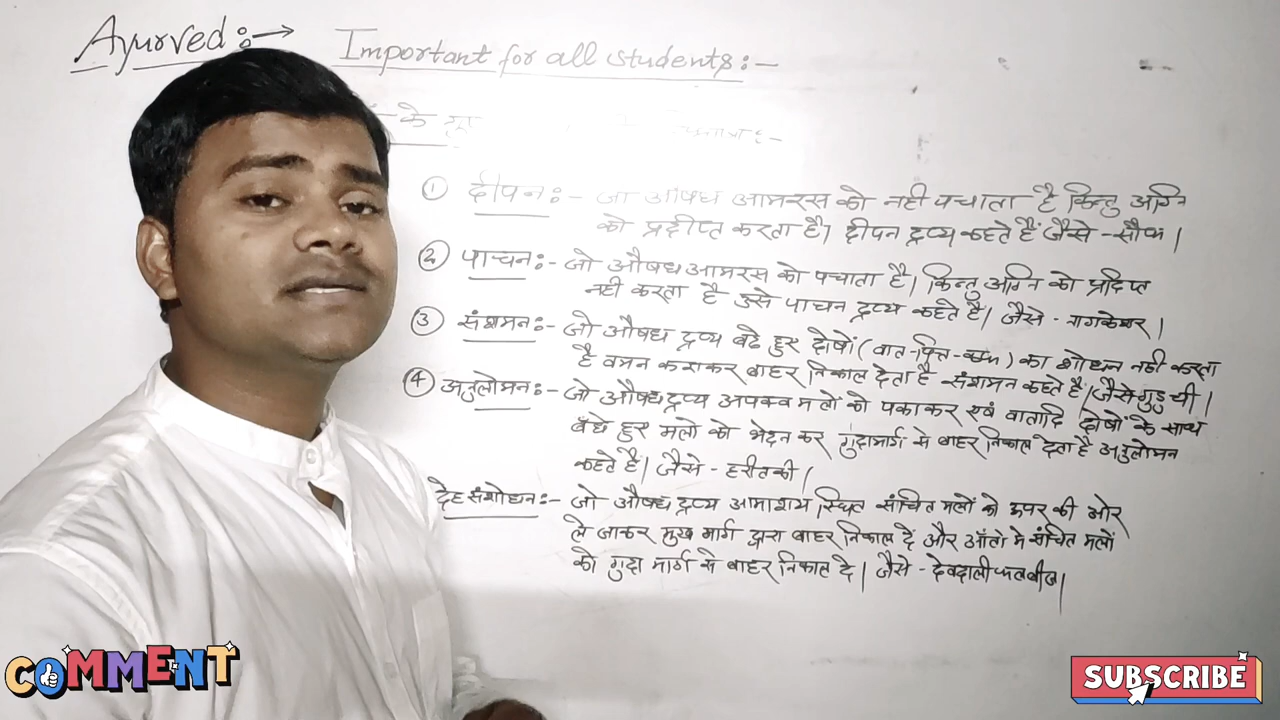 Ayurved :→
Important for all students :-
के
① दीपन :- जो औषध आमरस को नही पचाता है किन्तु अग्नि
को प्रदीप्त करता है। दीपन द्रव्य कहते हैं जैसे - सौंफ।
② पाचन :- जो औषध आमरस को पचाता है। किन्तु अग्नि को प्रदिप्त
नही करता है उसे पाचन द्रव्य कहते है। जैसे - नागकेशर।
③ संशमन :- जो औषध द्रव्य बढे हुए दोषों (वात-पित्त-कफ) का शोधन नही करता
है वमन कराकर बाहर निकाल देता है संशमन कहते हैं। जैसे गुडुची।
④ अनुलोमन :- जो औषध द्रव्य अपक्व मलों को पकाकर एवं वातादि दोषों के साथ
बँधे हुए मलो को भेदन कर गुदामार्ग से बाहर निकाल देता है अनुलोमन
कहते है। जैसे - हरीतकी।
देह संशोधन :- जो औषध द्रव्य आमाशय स्थित संचित मलों को ऊपर की ओर
ले जाकर मुख मार्ग द्वारा बाहर निकाल दें और आँतो मे संचित मलों
को गुदा मार्ग से बाहर निकाल दे। जैसे - देवदाली फलबीज।
COMMENT
SUBSCRIBE